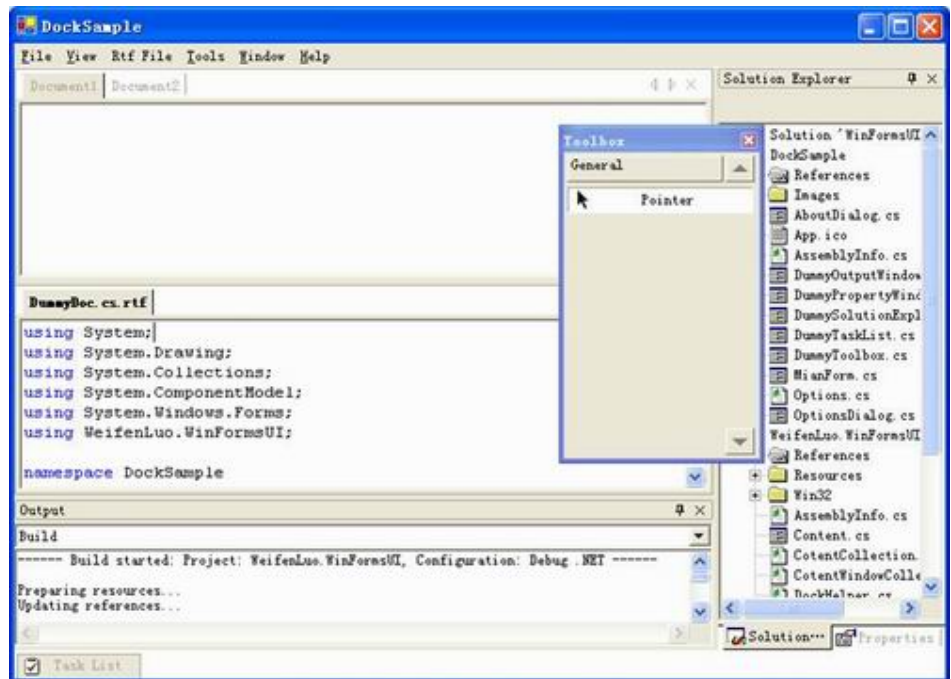 DockSample
File View Rtf File Tools Window Help
Document1 Document2
DummyDoc.cs.rtf
using System;
using System.Drawing;
using System.Collections;
using System.ComponentModel;
using System.Windows.Forms;
using WeifenLuo.WinFormsUI;
namespace DockSample
Output
Build
------ Build started: Project: WeifenLuo.WinFormsUI, Configuration: Debug .NET ------
Preparing resources...
Updating references...
Task List
Toolbox
General
Pointer
Solution Explorer
Solution 'WinFormsUI
DockSample
References
Images
AboutDialog.cs
App.ico
AssemblyInfo.cs
DummyOutputWindow
DummyPropertyWind
DummySolutionExpl
DummyTaskList.cs
DummyToolbox.cs
MianForm.cs
Options.cs
OptionsDialog.cs
WeifenLuo.WinFormsUI
References
Resources
Win32
AssemblyInfo.cs
Content.cs
CotentCollection.
CotentWindowColle
DockHelper.cs
Solution... Properties